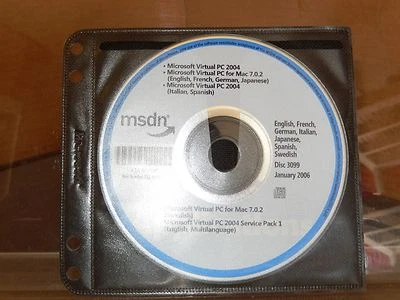 • Microsoft Virtual PC 2004
• Microsoft Virtual PC for Mac 7.0.2
(English, French, German, Japanese)
• Microsoft Virtual PC 2004
(Italian, Spanish)
msdn
English, French,
German, Italian,
Japanese,
Spanish,
Swedish
Disc 3099
January 2006
Microsoft Virtual PC for Mac 7.0.2
Microsoft Virtual PC 2004 Service Pack 1
(English, Multilanguage)